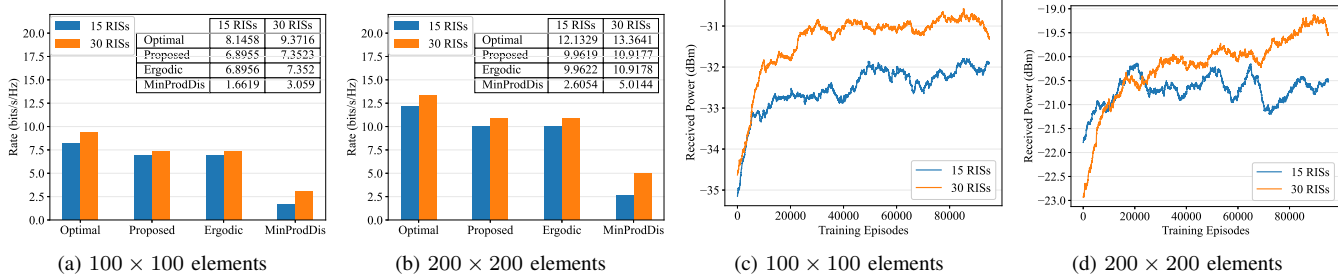 15 RISs
30 RISs
15 RISs 30 RISs
Optimal 8.1458 9.3716
Proposed 6.8955 7.3523
Ergodic 6.8956 7.352
MinProdDis 1.6619 3.059
20.0
17.5
15.0
12.5
10.0
7.5
5.0
2.5
0.0
Rate (bits/s/Hz)
Optimal Proposed Ergodic MinProdDis
(a) 100 × 100 elements
15 RISs
30 RISs
15 RISs 30 RISs
Optimal 12.1329 13.3641
Proposed 9.9619 10.9177
Ergodic 9.9622 10.9178
MinProdDis 2.6054 5.0144
20.0
17.5
15.0
12.5
10.0
7.5
5.0
2.5
0.0
Rate (bits/s/Hz)
Optimal Proposed Ergodic MinProdDis
(b) 200 × 200 elements
−31
−32
−33
−34
−35
Received Power (dBm)
15 RISs
30 RISs
0 20000 40000 60000 80000
Training Episodes
(c) 100 × 100 elements
−19.0
−19.5
−20.0
−20.5
−21.0
−21.5
−22.0
−22.5
−23.0
Received Power (dBm)
15 RISs
30 RISs
0 20000 40000 60000 80000
Training Episodes
(d) 200 × 200 elements